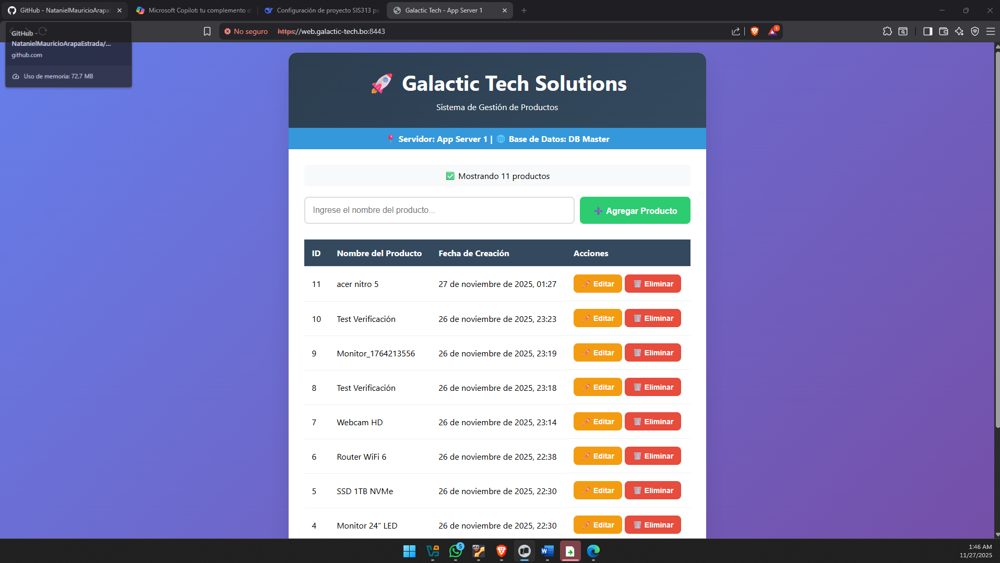 GitHub - NatanielMauricioArapa
Microsoft Copilot: tu complemento d
Configuración de proyecto SIS313 pa
Galactic Tech - App Server 1
No seguro
https://web.galactic-tech.bo:8443
1
GitHub -
NatanielMauricioArapaEstrada/...
github.com
Uso de memoria: 72.7 MB
🚀 Galactic Tech Solutions
Sistema de Gestión de Productos
📍 Servidor: App Server 1 | 🌐 Base de Datos: DB Master
✅ Mostrando 11 productos
Ingrese el nombre del producto...
➕ Agregar Producto
ID Nombre del Producto Fecha de Creación Acciones
11 acer nitro 5 27 de noviembre de 2025, 01:27 Editar Eliminar
10 Test Verificación 26 de noviembre de 2025, 23:23 Editar Eliminar
9 Monitor_1764213556 26 de noviembre de 2025, 23:19 Editar Eliminar
8 Test Verificación 26 de noviembre de 2025, 23:18 Editar Eliminar
7 Webcam HD 26 de noviembre de 2025, 23:14 Editar Eliminar
6 Router WiFi 6 26 de noviembre de 2025, 22:38 Editar Eliminar
5 SSD 1TB NVMe 26 de noviembre de 2025, 22:30 Editar Eliminar
4 Monitor 24" LED 26 de noviembre de 2025, 22:30 Editar Eliminar
5
x64
W
1:46 AM
11/27/2025